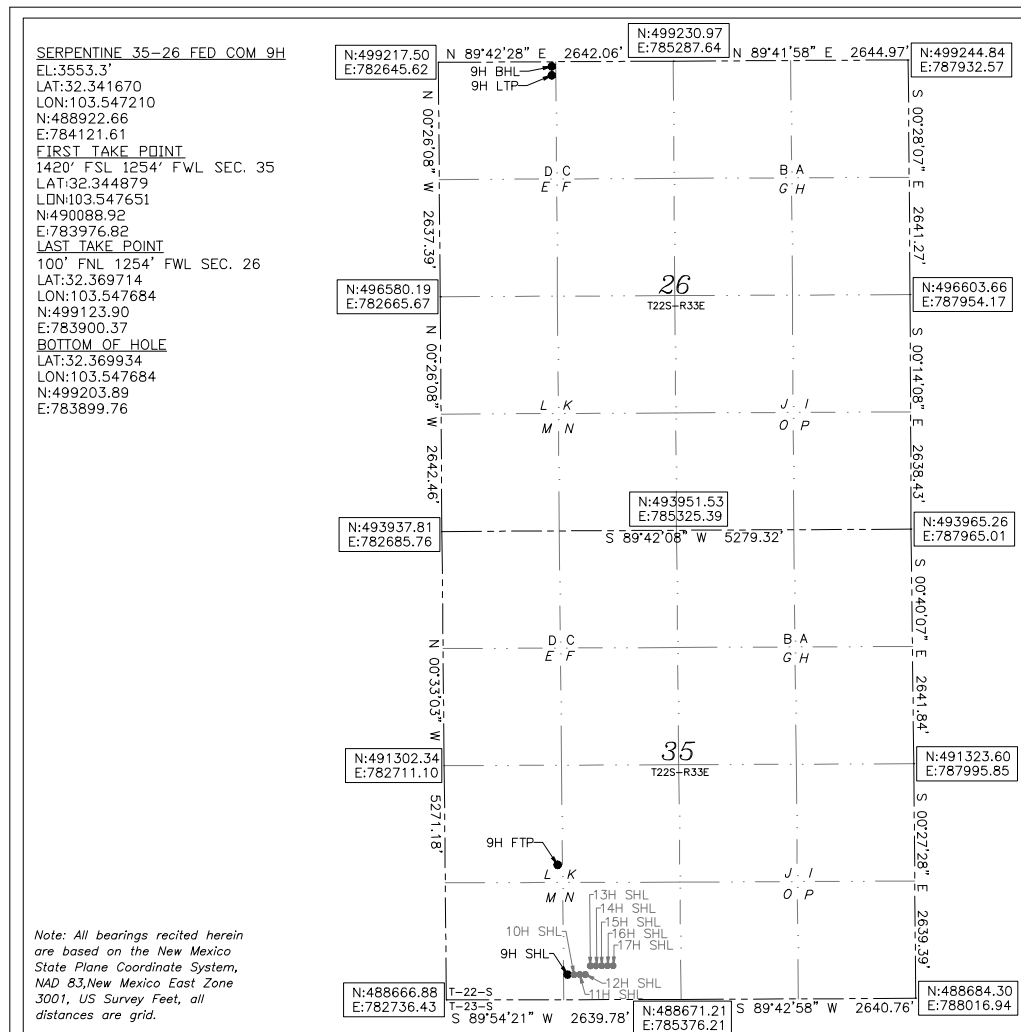 SERPENTINE 35-26 FED COM 9H
EL:3553.3'
LAT:32.341670
LON:103.547210
N:488922.66
E:784121.61
FIRST TAKE POINT
1420' FSL 1254' FWL SEC. 35
LAT:32.344879
LON:103.547651
N:490088.92
E:783976.82
LAST TAKE POINT
100' FNL 1254' FWL SEC. 26
LAT:32.369714
LON:103.547684
N:499123.90
E:783900.37
BOTTOM OF HOLE
LAT:32.369934
LON:103.547684
N:499203.89
E:783899.76
N:499217.50
E:782645.62
N 89°42'28" E 2642.06'
N:499230.97
E:785287.64
N 89°41'58" E 2644.97'
N:499244.84
E:787932.57
9H BHL
9H LTP
N 00°26'08" W 2637.39'
S 00°28'07" E 2641.27'
D C
E F
B A
G H
N:496580.19
E:782665.67
26
T22S-R33E
N:496603.66
E:787954.17
N 00°26'08" W 2642.46'
S 00°14'08" E 2638.43'
L K
M N
J I
O P
N:493937.81
E:782685.76
N:493951.53
E:785325.39
S 89°42'08" W 5279.32'
N:493965.26
E:787965.01
N 00°33'03" W 5271.18'
S 00°40'07" E 2641.84'
D C
E F
B A
G H
N:491302.34
E:782711.10
35
T22S-R33E
N:491323.60
E:787995.85
S 00°27'28" E 2639.39'
9H FTP
L K
M N
J I
O P
13H SHL
14H SHL
15H SHL
16H SHL
17H SHL
10H SHL
9H SHL
12H SHL
11H SHL
N:488666.88
E:782736.43
T-22-S
T-23-S
S 89°54'21" W 2639.78'
N:488671.21
E:785376.21
S 89°42'58" W 2640.76'
N:488684.30
E:788016.94
Note: All bearings recited herein
are based on the New Mexico
State Plane Coordinate System,
NAD 83,New Mexico East Zone
3001, US Survey Feet, all
distances are grid.